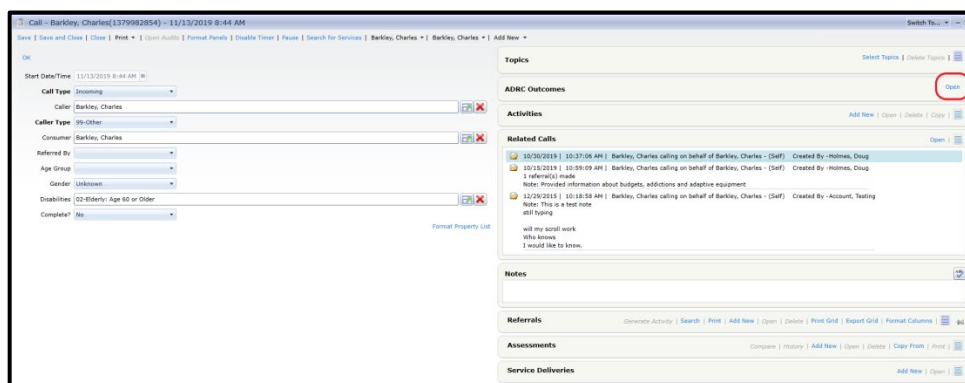 Call - Barkley, Charles(1379982854) - 11/13/2019 8:44 AM
Switch To...
Save | Save and Close | Close | Print | Open Audits | Format Panels | Disable Timer | Pause | Search for Services | Barkley, Charles | Barkley, Charles | Add New
OK
Start Date/Time 11/13/2019 8:44 AM
Call Type Incoming
Caller Barkley, Charles
Caller Type 99-Other
Consumer Barkley, Charles
Referred By
Age Group
Gender Unknown
Disabilities 02-Elderly: Age 60 or Older
Complete? No
Format Property List
Topics
Select Topics | Delete Topics |
ADRC Outcomes
Open
Activities
Add New | Open | Delete | Copy |
Related Calls
Open |
10/30/2019 | 10:37:06 AM | Barkley, Charles calling on behalf of Barkley, Charles - (Self) Created By -Holmes, Doug
10/15/2019 | 10:59:09 AM | Barkley, Charles calling on behalf of Barkley, Charles - (Self) Created By -Holmes, Doug
1 referral(s) made
Note: Provided information about budgets, addictions and adaptive equipment
12/29/2015 | 10:18:58 AM | Barkley, Charles calling on behalf of Barkley, Charles - (Self) Created By -Account, Testing
Note: This is a test note
still typing
will my scroll work
Who knows
I would like to know.
Notes
Referrals
Generate Activity | Search | Print | Add New | Open | Delete | Print Grid | Export Grid | Format Columns |
Assessments
Compare | History | Add New | Open | Delete | Copy From | Print |
Service Deliveries
Add New | Open |